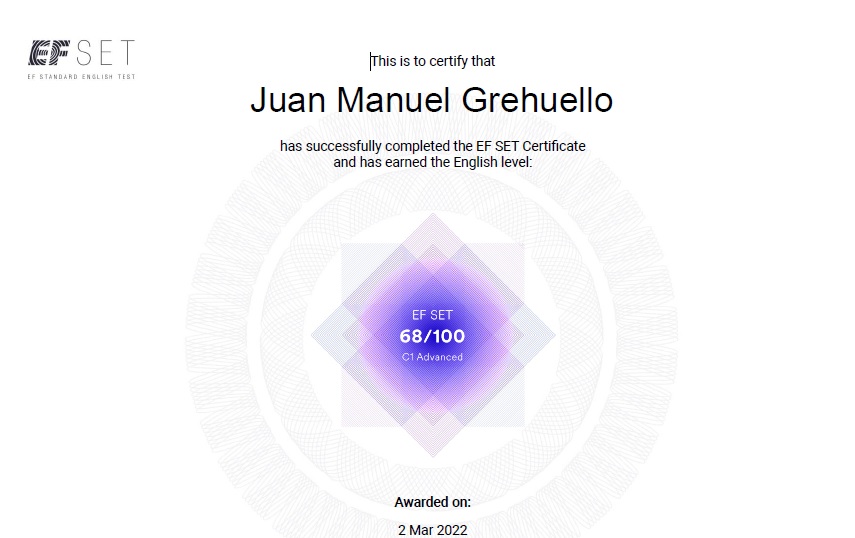 EF SET
EF STANDARD ENGLISH TEST
This is to certify that
Juan Manuel Grehuello
has successfully completed the EF SET Certificate
and has earned the English level:
EF SET
68/100
C1 Advanced
Awarded on:
2 Mar 2022